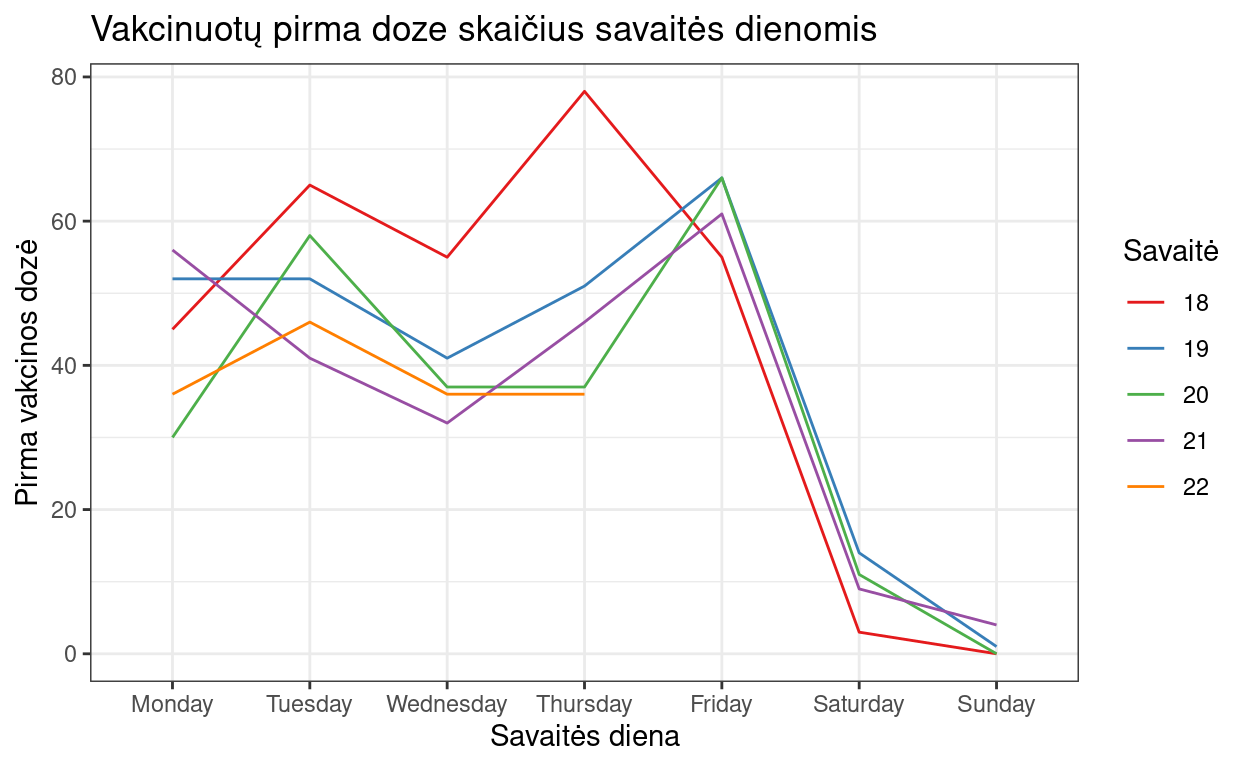 Vakcinuotų pirma doze skaičius savaitės dienomis
Pirma vakcinos dozė
80
60
40
20
0
Monday Tuesday Wednesday Thursday Friday Saturday Sunday
Savaitės diena
Savaitė
18
19
20
21
22